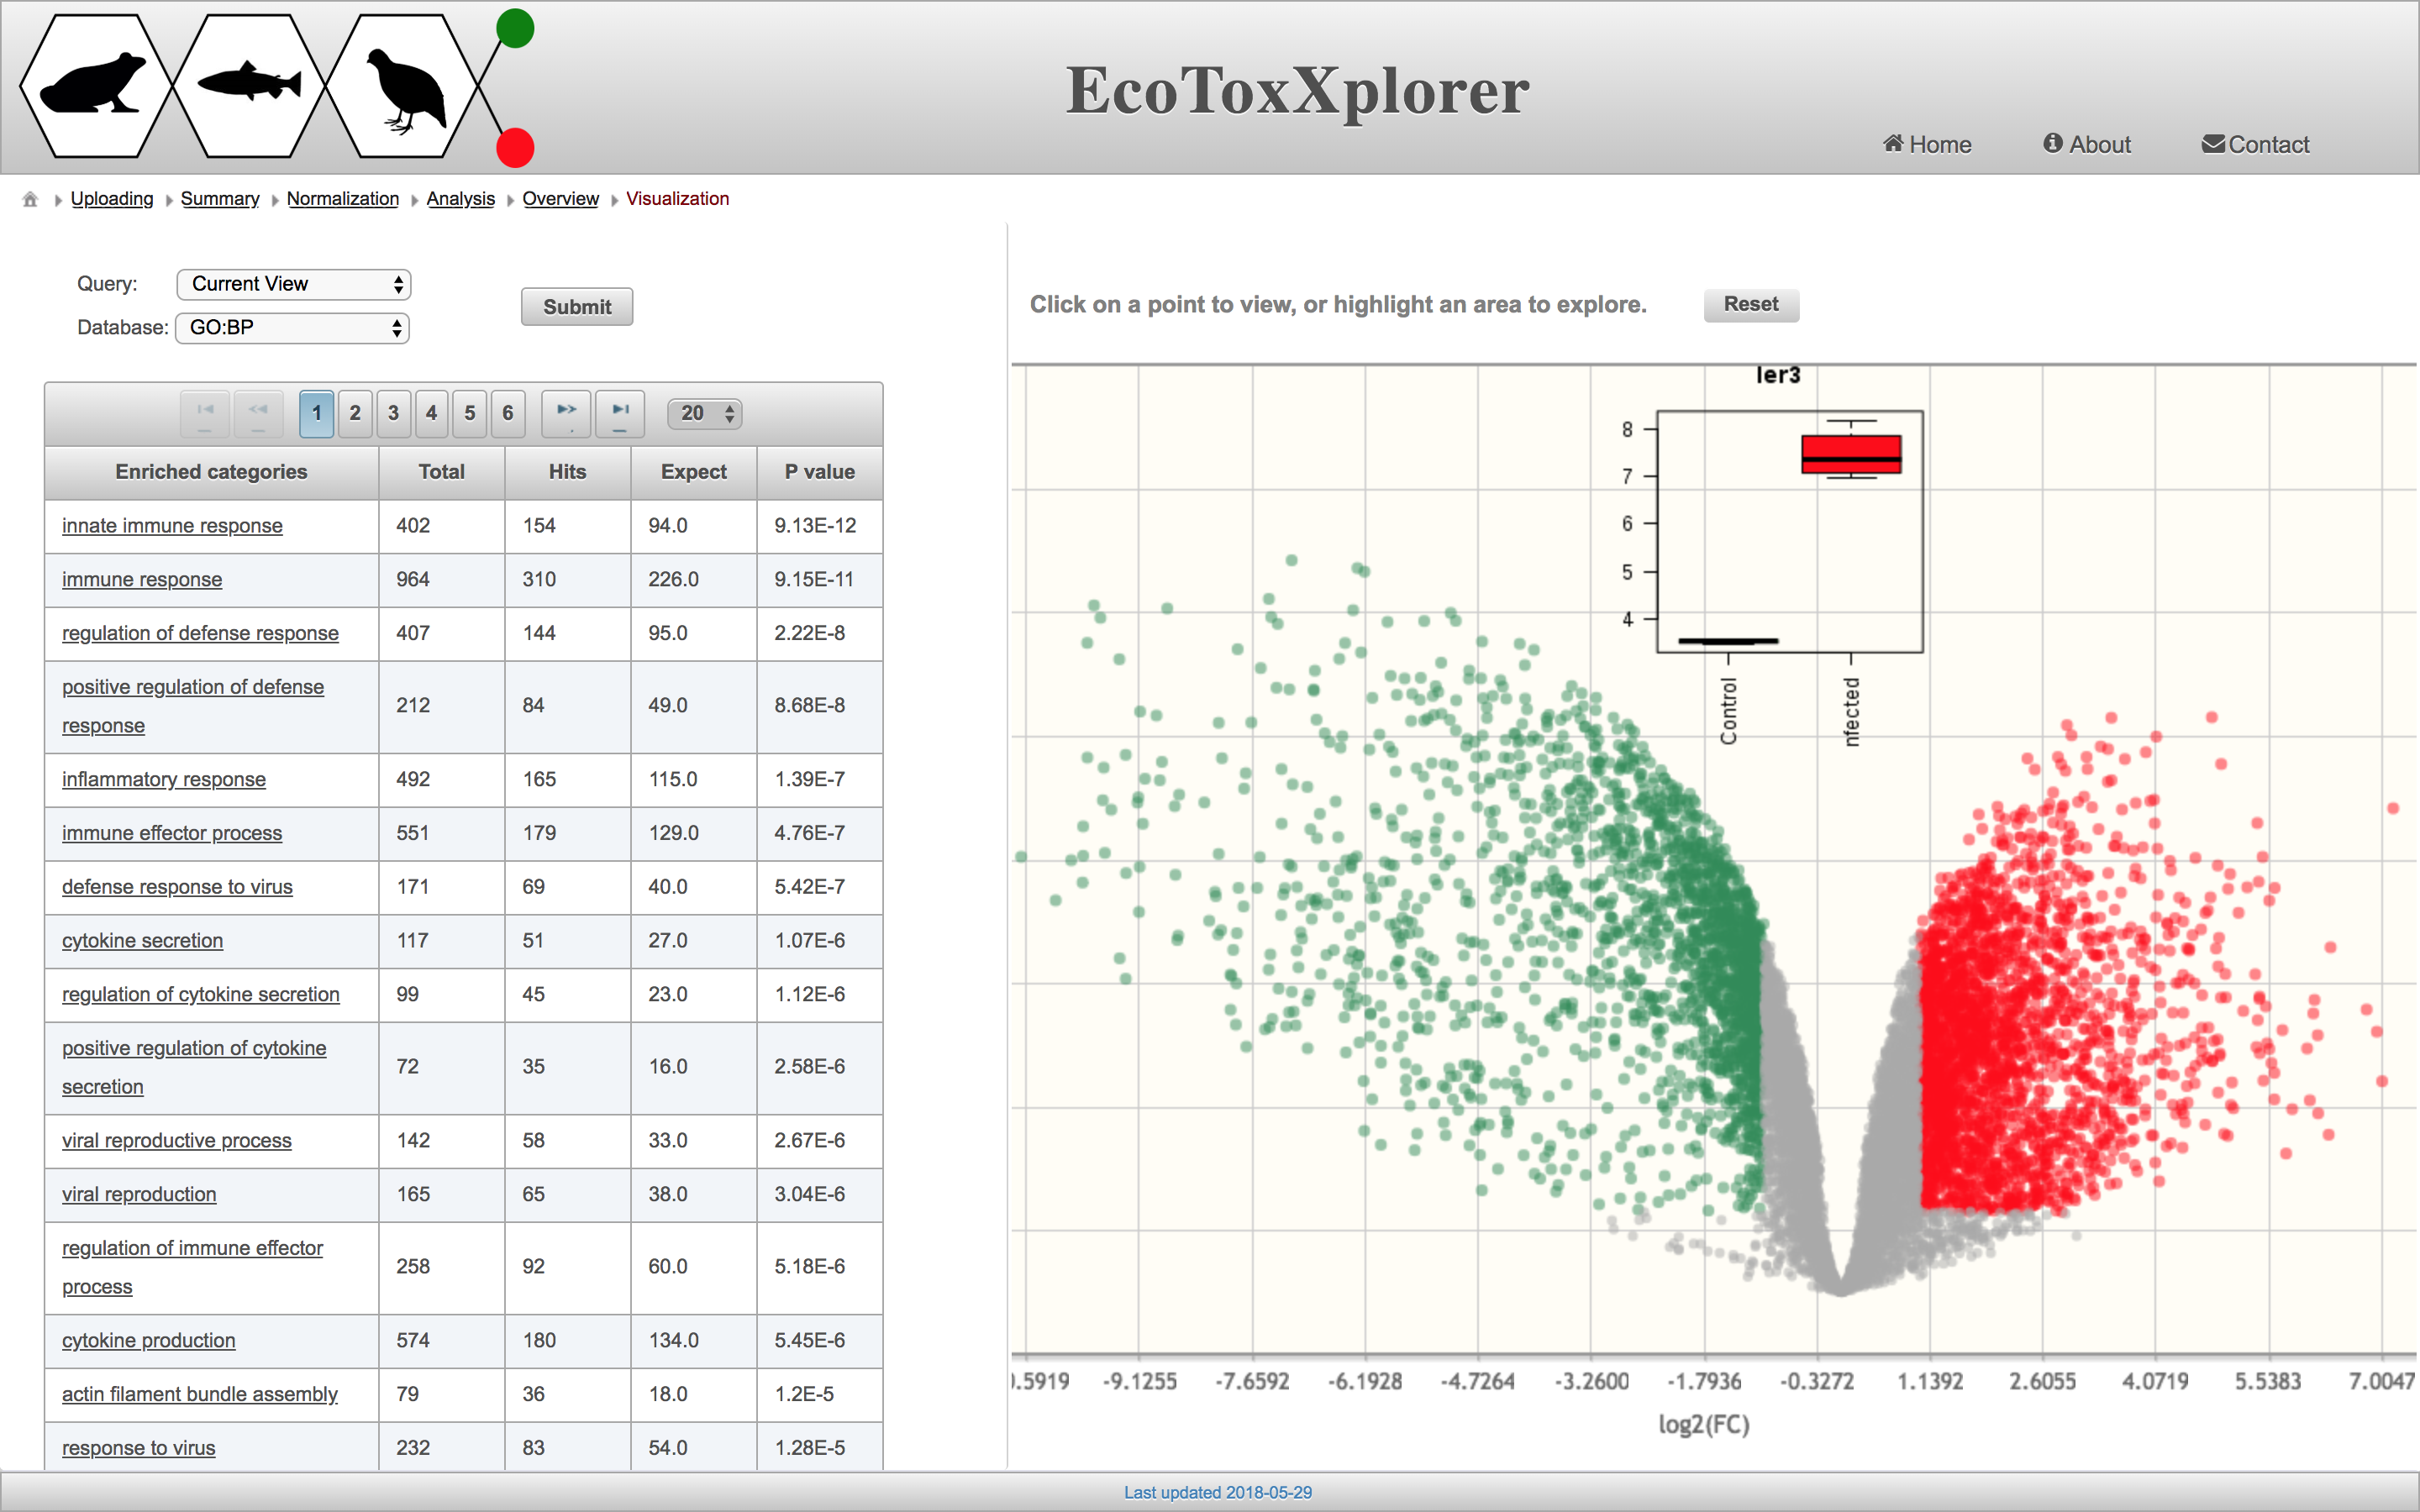 EcoToxXplorer
Home About Contact
Uploading Summary Normalization Analysis Overview Visualization
Query: Current View
Database: GO:BP
Submit
Click on a point to view, or highlight an area to explore. Reset
1 2 3 4 5 6 20
Enriched categories Total Hits Expect P value
innate immune response 402 154 94.0 9.13E-12
immune response 964 310 226.0 9.15E-11
regulation of defense response 407 144 95.0 2.22E-8
positive regulation of defense
response 212 84 49.0 8.68E-8
inflammatory response 492 165 115.0 1.39E-7
immune effector process 551 179 129.0 4.76E-7
defense response to virus 171 69 40.0 5.42E-7
cytokine secretion 117 51 27.0 1.07E-6
regulation of cytokine secretion 99 45 23.0 1.12E-6
positive regulation of cytokine
secretion 72 35 16.0 2.58E-6
viral reproductive process 142 58 33.0 2.67E-6
viral reproduction 165 65 38.0 3.04E-6
regulation of immune effector
process 258 92 60.0 5.18E-6
cytokine production 574 180 134.0 5.45E-6
actin filament bundle assembly 79 36 18.0 1.2E-5
response to virus 232 83 54.0 1.28E-5
Ier3
8
7
6
5
4
Control
nfected
).5919 -9.1255 -7.6592 -6.1928 -4.7264 -3.2600 -1.7936 -0.3272 1.1392 2.6055 4.0719 5.5383 7.0047
log2(FC)
Last updated 2018-05-29